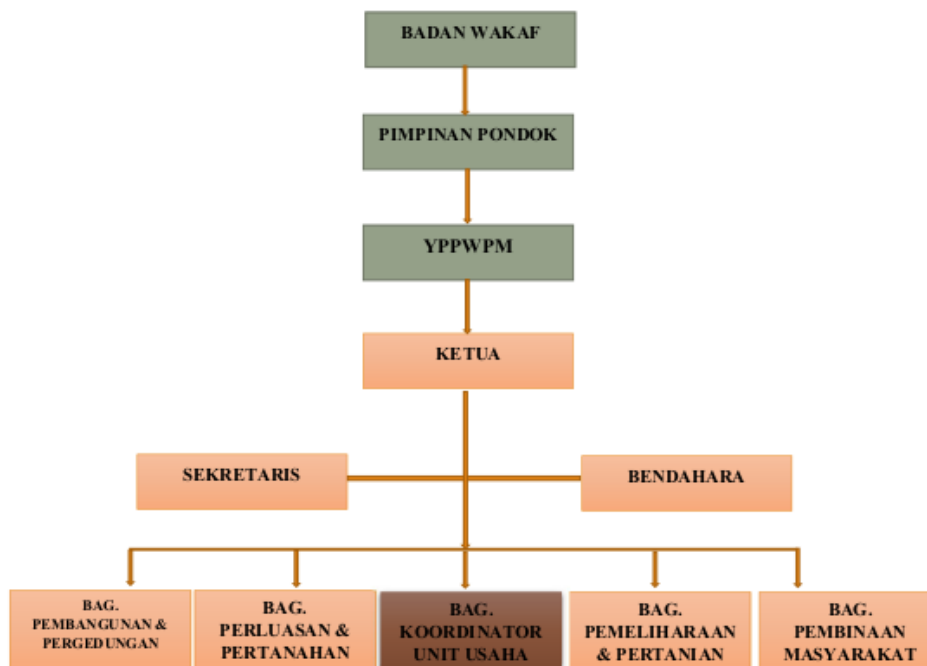 BADAN WAKAF
PIMPINAN PONDOK
YPPWPM
KETUA
SEKRETARIS
BENDAHARA
BAG.
PEMBANGUNAN &
PERGEDUNGAN
BAG.
PERLUASAN &
PERTANAHAN
BAG.
KOORDINATOR
UNIT USAHA
BAG.
PEMELIHARAAN
& PERTANIAN
BAG.
PEMBINAAN
MASYARAKAT